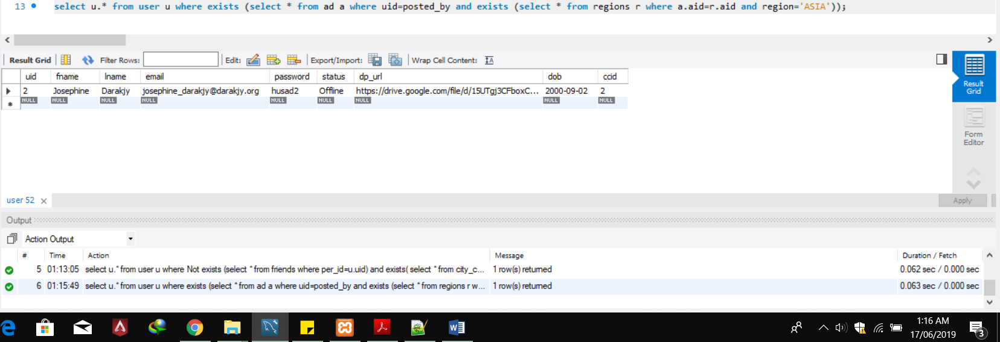 13 select u.* from user u where exists (select * from ad a where uid=posted_by and exists (select * from regions r where a.aid=r.aid and region='ASIA'));
Result Grid Filter Rows: Edit: Export/Import: Wrap Cell Content:
uid fname lname email password status dp_url dob ccid
2 Josephine Darakjy josephine_darakjy@darakjy.org husad2 Offline https://drive.google.com/file/d/15UTgj3CFboxC... 2000-09-02 2
NULL NULL NULL NULL NULL NULL NULL NULL NULL
Result
Grid
Form
Editor
user 52
Apply
Output
Action Output
# Time Action Message Duration / Fetch
5 01:13:05 select u.* from user u where Not exists (select * from friends where per_id=u.uid) and exists( select * from city_c... 1 row(s) returned 0.062 sec / 0.000 sec
6 01:15:49 select u.* from user u where exists (select * from ad a where uid=posted_by and exists (select * from regions r w... 1 row(s) returned 0.063 sec / 0.000 sec
1:16 AM
17/06/2019
3